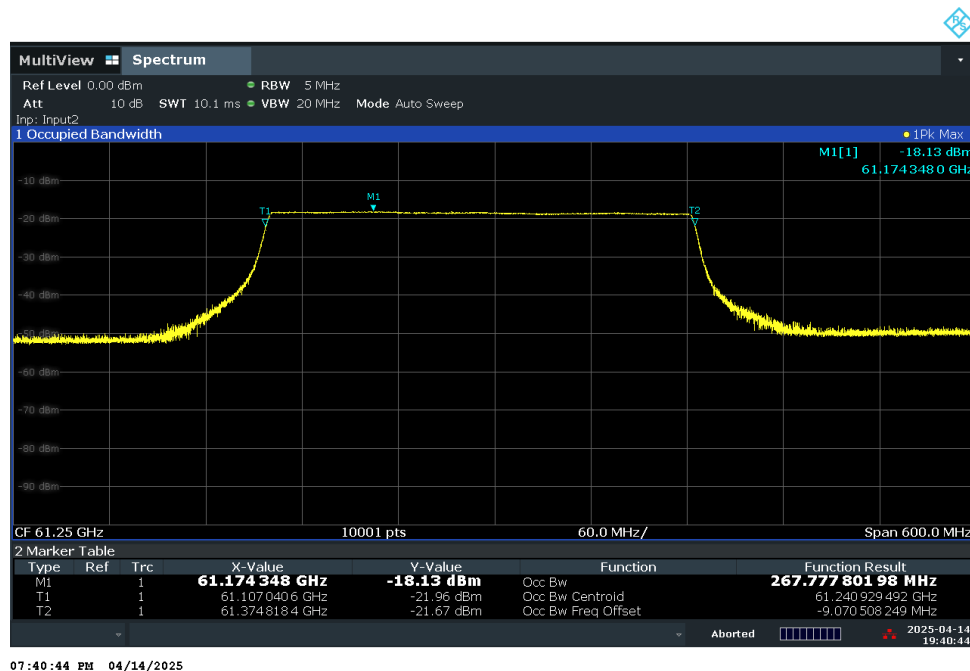 R&S
MultiView Spectrum
Ref Level 0.00 dBm RBW 5 MHz
Att 10 dB SWT 10.1 ms VBW 20 MHz Mode Auto Sweep
Inp: Input2
1 Occupied Bandwidth 1Pk Max
M1[1] -18.13 dBm
61.1743480 GHz
-10 dBm
M1
T1 T2
-20 dBm
-30 dBm
-40 dBm
-50 dBm
-60 dBm
-70 dBm
-80 dBm
-90 dBm
CF 61.25 GHz 10001 pts 60.0 MHz/ Span 600.0 MHz
2 Marker Table
Type Ref Trc X-Value Y-Value Function Function Result
M1 1 61.174 348 GHz -18.13 dBm Occ Bw 267.777 801 98 MHz
T1 1 61.107 040 6 GHz -21.96 dBm Occ Bw Centroid 61.240 929 492 GHz
T2 1 61.374 818 4 GHz -21.67 dBm Occ Bw Freq Offset -9.070 508 249 MHz
Aborted 2025-04-14
19:40:44
07:40:44 PM 04/14/2025